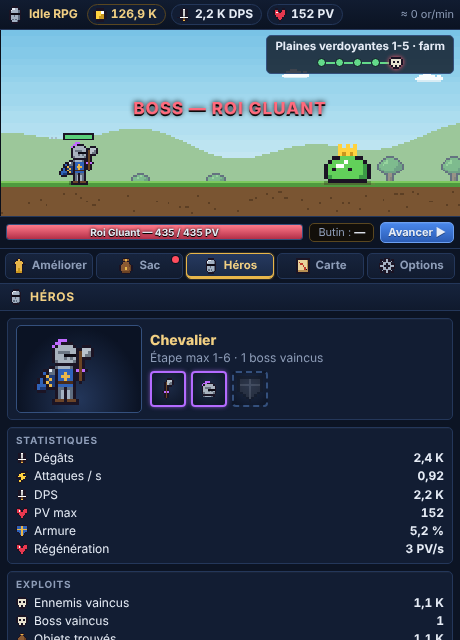 Idle RPG 126,9 K 2,2 K DPS 152 PV ≈ 0 or/min
Plaines verdoyantes 1-5 · farm
BOSS — ROI GLUANT
Roi Gluant — 435 / 435 PV Butin : — Avancer ▶
Améliorer Sac Héros Carte Options
HÉROS
Chevalier
Étape max 1-6 · 1 boss vaincus
STATISTIQUES
Dégâts 2,4 K
Attaques / s 0,92
DPS 2,2 K
PV max 152
Armure 5,2 %
Régénération 3 PV/s
EXPLOITS
Ennemis vaincus 1,1 K
Boss vaincus 1
Objets trouvés 1,1 K